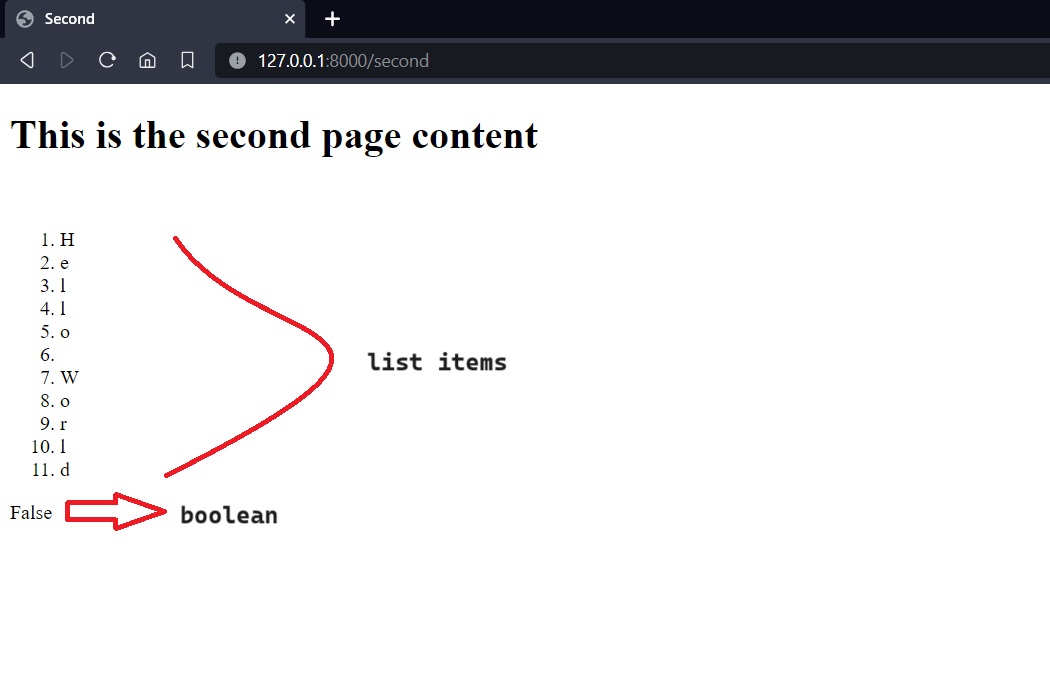 Second
127.0.0.1:8000/second
This is the second page content
1. H
2. e
3. l
4. l
5. o
6.
7. W
8. o
9. r
10. l
11. d
list items
False
boolean